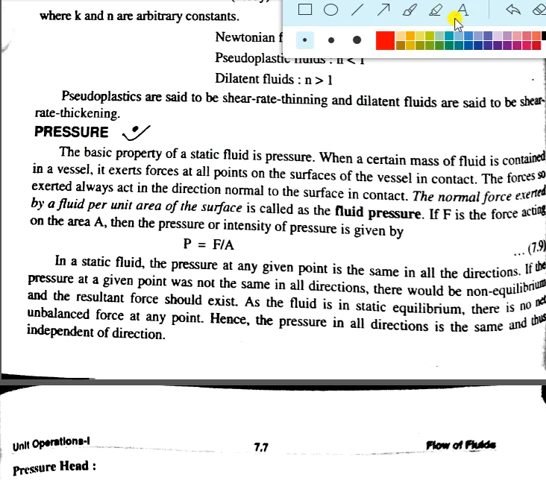 where k and n are arbitrary constants.
Newtonian
Pseudoplastic fluids : n < 1
Dilatent fluids : n > 1
Pseudoplastics are said to be shear-rate-thinning and dilatent fluids are said to be shear-
rate-thickening.
PRESSURE
The basic property of a static fluid is pressure. When a certain mass of fluid is contained
in a vessel, it exerts forces at all points on the surfaces of the vessel in contact. The forces so
exerted always act in the direction normal to the surface in contact. The normal force exerted
by a fluid per unit area of the surface is called as the fluid pressure. If F is the force acting
on the area A, then the pressure or intensity of pressure is given by
P = F/A
... (7.9)
In a static fluid, the pressure at any given point is the same in all the directions. If the
pressure at a given point was not the same in all directions, there would be non-equilibrium
and the resultant force should exist. As the fluid is in static equilibrium, there is no net
unbalanced force at any point. Hence, the pressure in all directions is the same and thus
independent of direction.
Unit Operations-I 7.7 Flow of Fluids
Pressure Head :